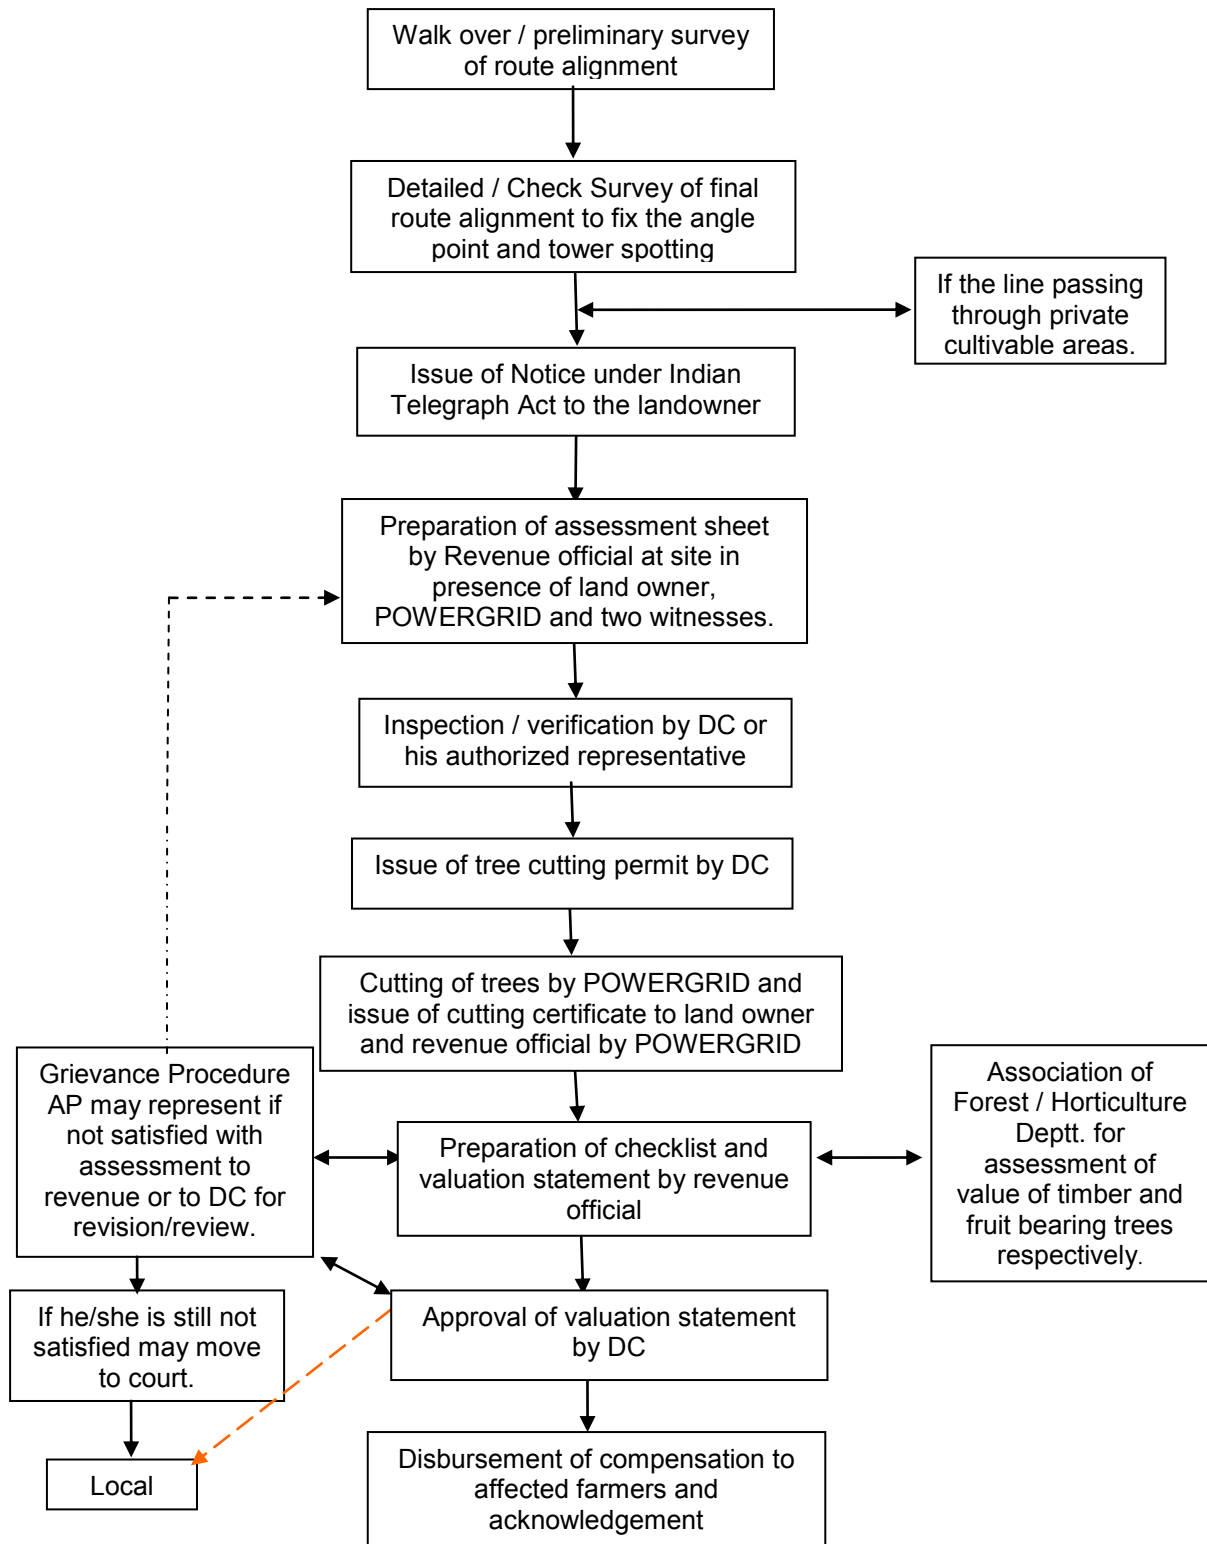 Walk over / preliminary survey
of route alignment
Detailed / Check Survey of final
route alignment to fix the angle
point and tower spotting
If the line passing
through private
cultivable areas.
Issue of Notice under Indian
Telegraph Act to the landowner
Preparation of assessment sheet
by Revenue official at site in
presence of land owner,
POWERGRID and two witnesses.
Inspection / verification by DC or
his authorized representative
Issue of tree cutting permit by DC
Cutting of trees by POWERGRID and
issue of cutting certificate to land owner
and revenue official by POWERGRID
Grievance Procedure
AP may represent if
not satisfied with
assessment to
revenue or to DC for
revision/review.
Preparation of checklist and
valuation statement by revenue
official
Association of
Forest / Horticulture
Deptt. for
assessment of
value of timber and
fruit bearing trees
respectively.
If he/she is still not
satisfied may move
to court.
Approval of valuation statement
by DC
Local
Disbursement of compensation to
affected farmers and
acknowledgement